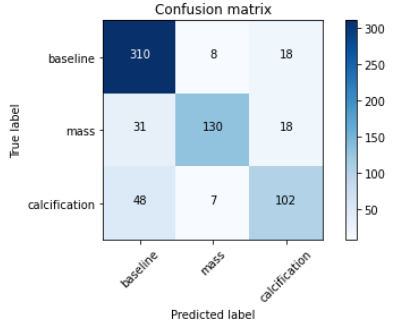 Confusion matrix
True label
baseline 310 8 18
mass 31 130 18
calcification 48 7 102
baseline mass calcification
Predicted label
300
250
200
150
100
50